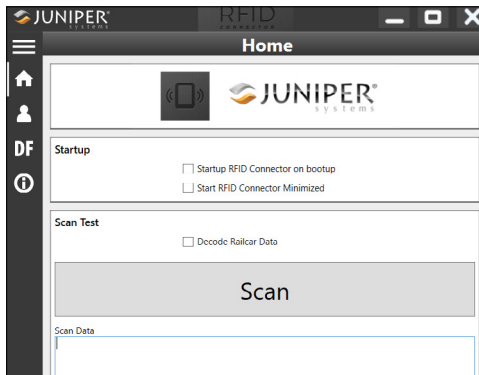 JUNIPER®
systems
RFID
CONNECTOR
Home
DF
JUNIPER®
systems
Startup
Startup RFID Connector on bootup
Start RFID Connector Minimized
Scan Test
Decode Railcar Data
Scan
Scan Data